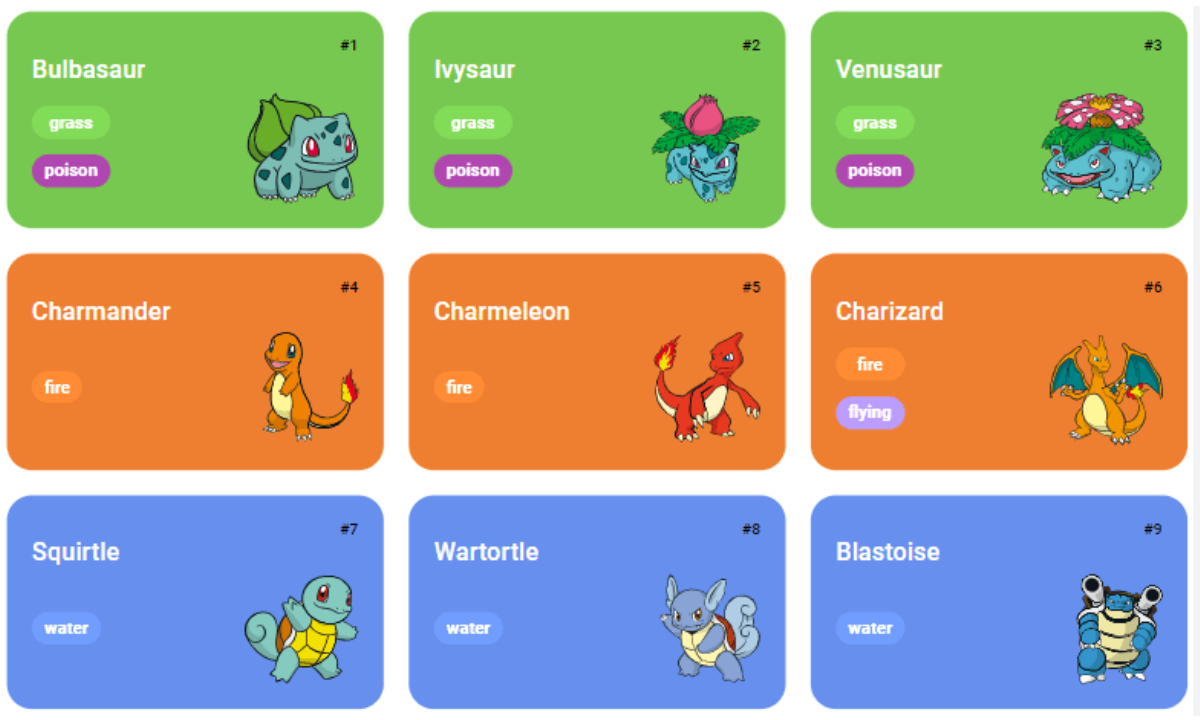 #1
Bulbasaur
grass
poison
#2
Ivysaur
grass
poison
#3
Venusaur
grass
poison
#4
Charmander
fire
#5
Charmeleon
fire
#6
Charizard
fire
flying
#7
Squirtle
water
#8
Wartortle
water
#9
Blastoise
water